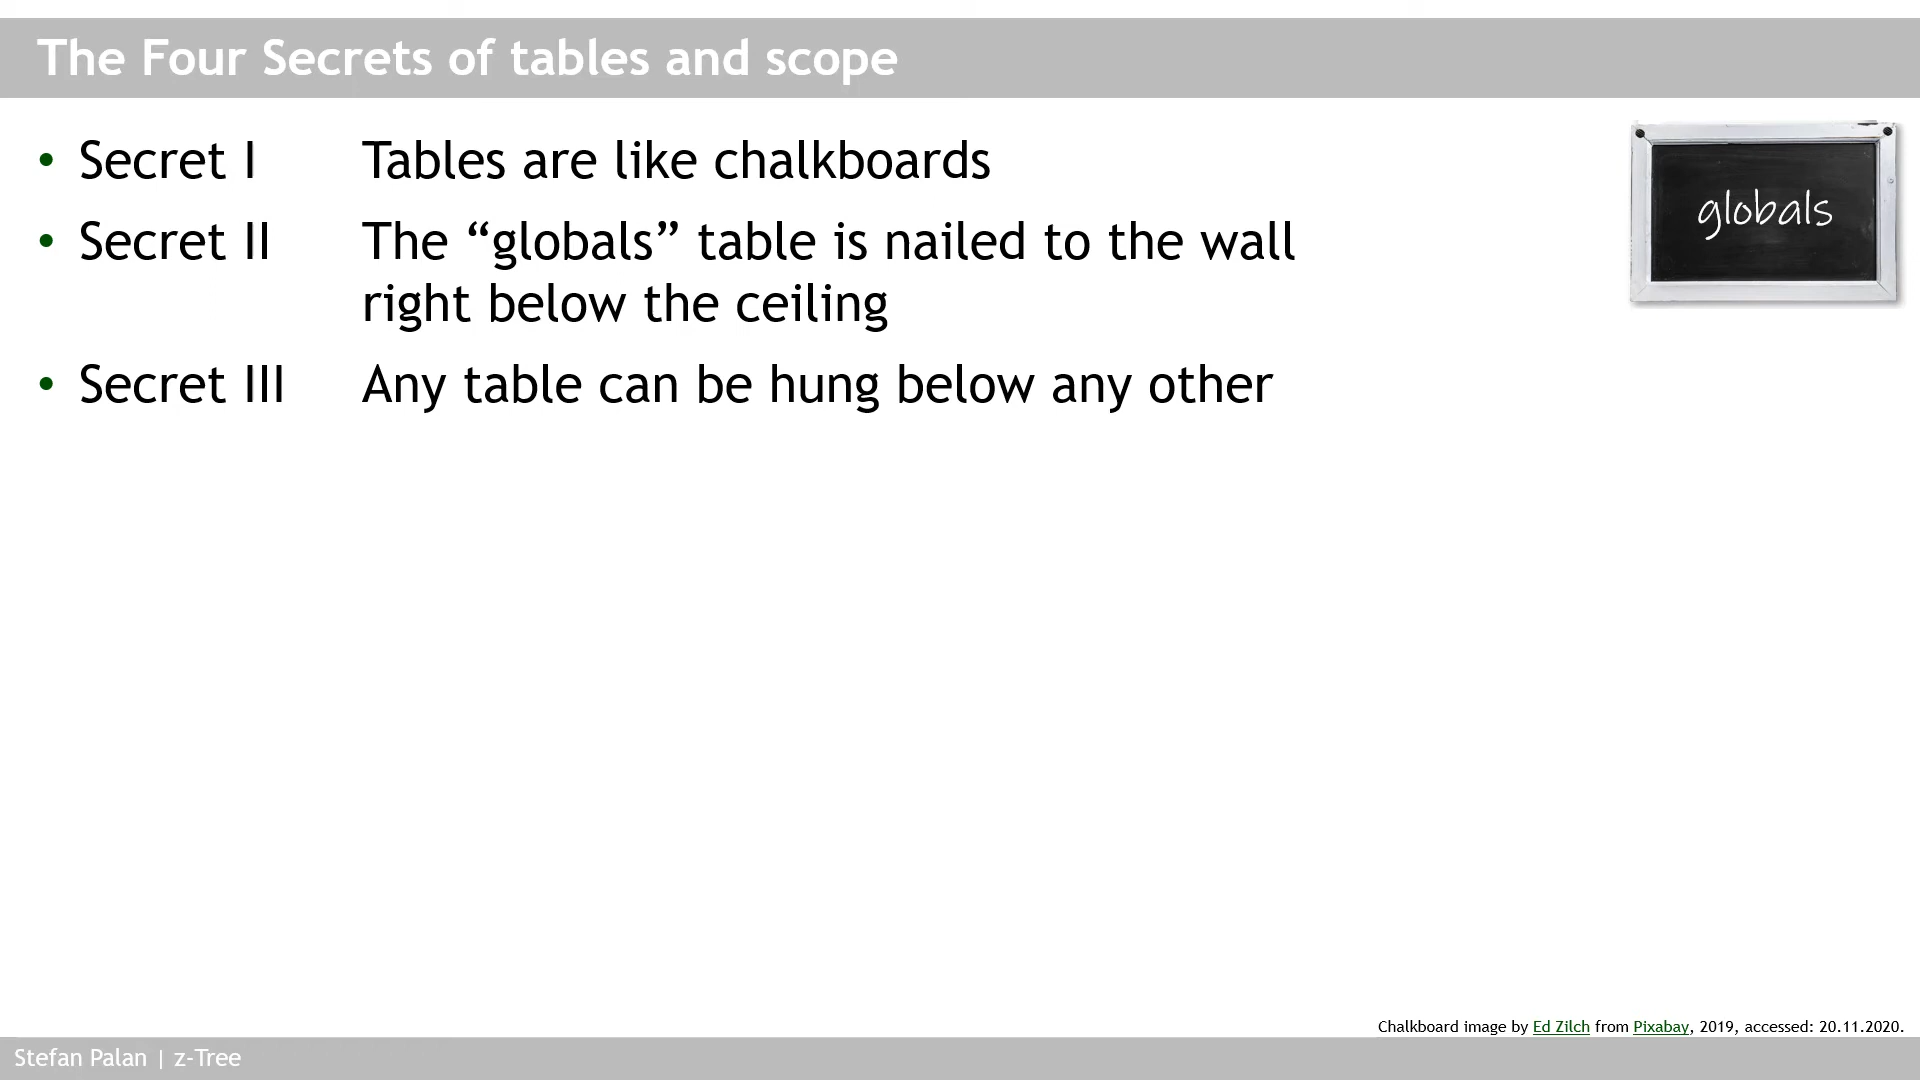 The Four Secrets of tables and scope
• Secret I Tables are like chalkboards
• Secret II The “globals” table is nailed to the wall
right below the ceiling
• Secret III Any table can be hung below any other
globals
Chalkboard image by Ed Zilch from Pixabay, 2019, accessed: 20.11.2020.
Stefan Palan | z-Tree